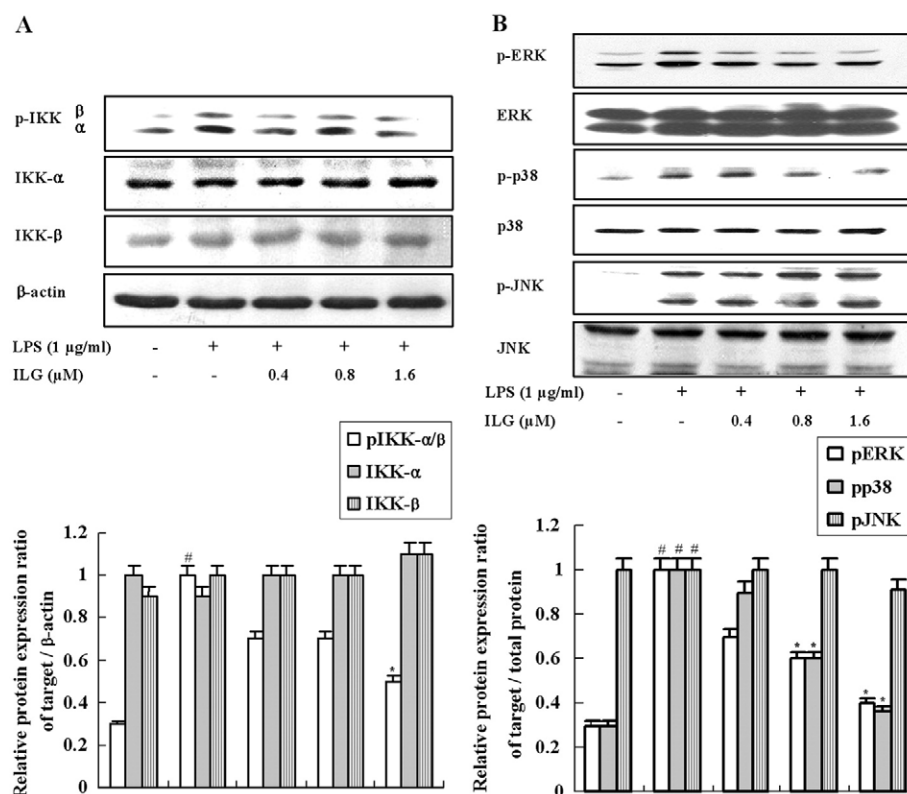 A
p-IKK β
α
IKK-α
IKK-β
β-actin
LPS (1 µg/ml) - + + + +
ILG (µM) - - 0.4 0.8 1.6
pIKK-α/β
IKK-α
IKK-β
Relative protein expression ratio
of target / β-actin
1.2
1
0.8
0.6
0.4
0.2
0
#
*
B
p-ERK
ERK
p-p38
p38
p-JNK
JNK
LPS (1 µg/ml) - + + + +
ILG (µM) - - 0.4 0.8 1.6
pERK
pp38
pJNK
Relative protein expression ratio
of target / total protein
1.2
1
0.8
0.6
0.4
0.2
0
# # #
* *
* *